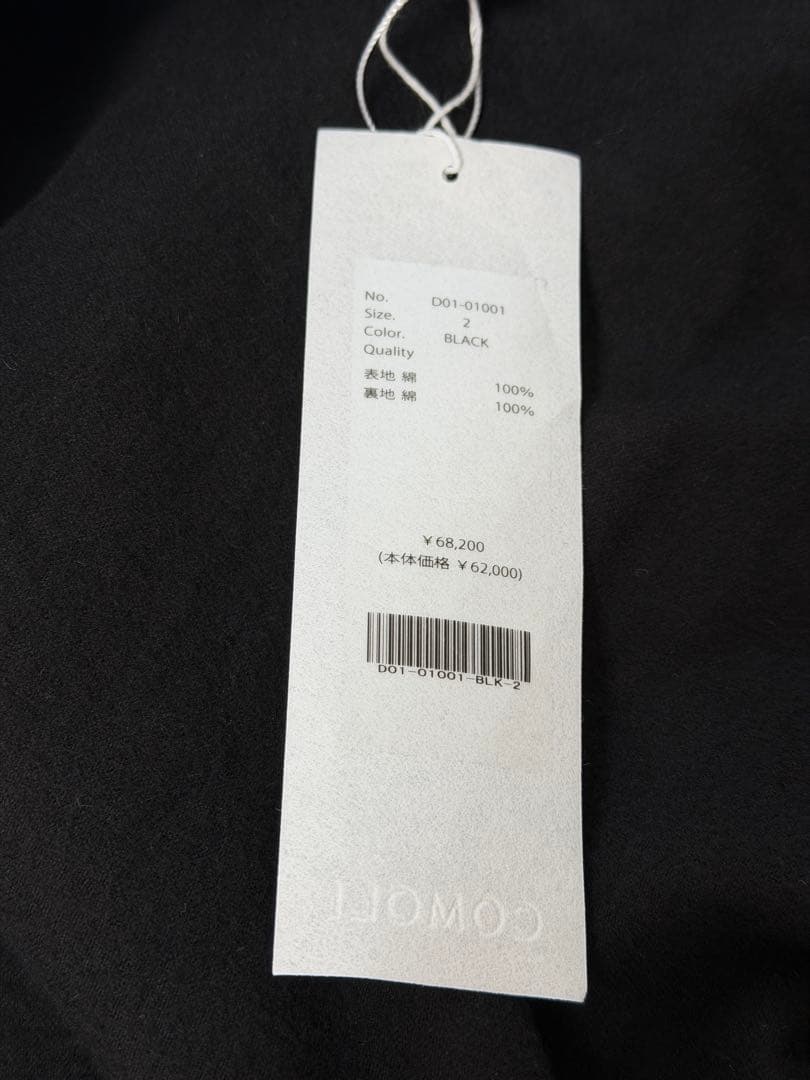 No. D01-01001
Size. 2
Color. BLACK
Quality
表地 綿 100%
裏地 綿 100%
￥68,200
(本体価格 ￥62,000)
D01-01001-BLK-2
COMOLI